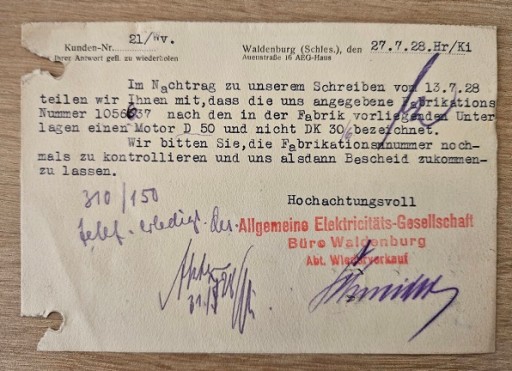 Kunden-Nr. 21/Wv.
Waldenburg (Schles.), den 27.7.28.Hr/Ki
Ihrer Antwort gefl. zu wiederholen
Auenstraße 16 AEG-Haus
Im Nachtrag zu unserem Schreiben vom 13.7.28
teilen wir Ihnen mit,dass die uns angegebene Fabrikations
Nummer 1056637 nach den in der Fabrik vorliegenden Unter
lagen einen Motor D 50 und nicht DK 30/6 bezeichnet.
Wir bitten Sie,die Fabrikationsnummer noch-
mals zu kontrollieren und uns alsdann Bescheid zukommen-
zu lassen.
310/150
Hochachtungsvoll
telef. erledigt
Allgemeine Elektricitäts-Gesellschaft
Büro Waldenburg
Abt. Wiederverkauf